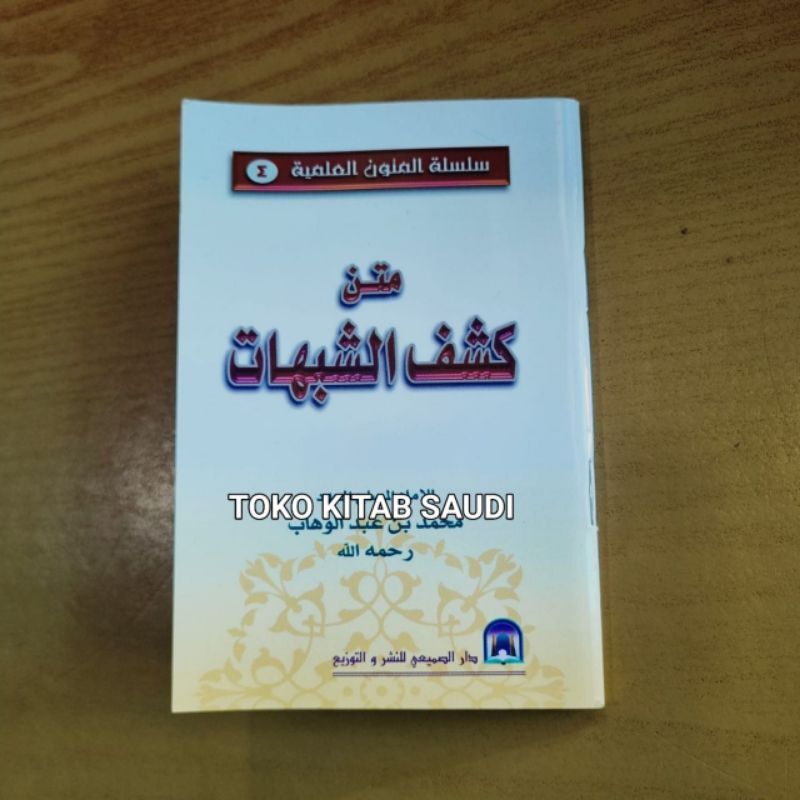 سلسلة المتون العلمية ٤
متن
كشف الشبهات
TOKO KITAB SAUDI
محمد بن عبد الوهاب
رحمه الله
دار الصميعي للنشر و التوزيع